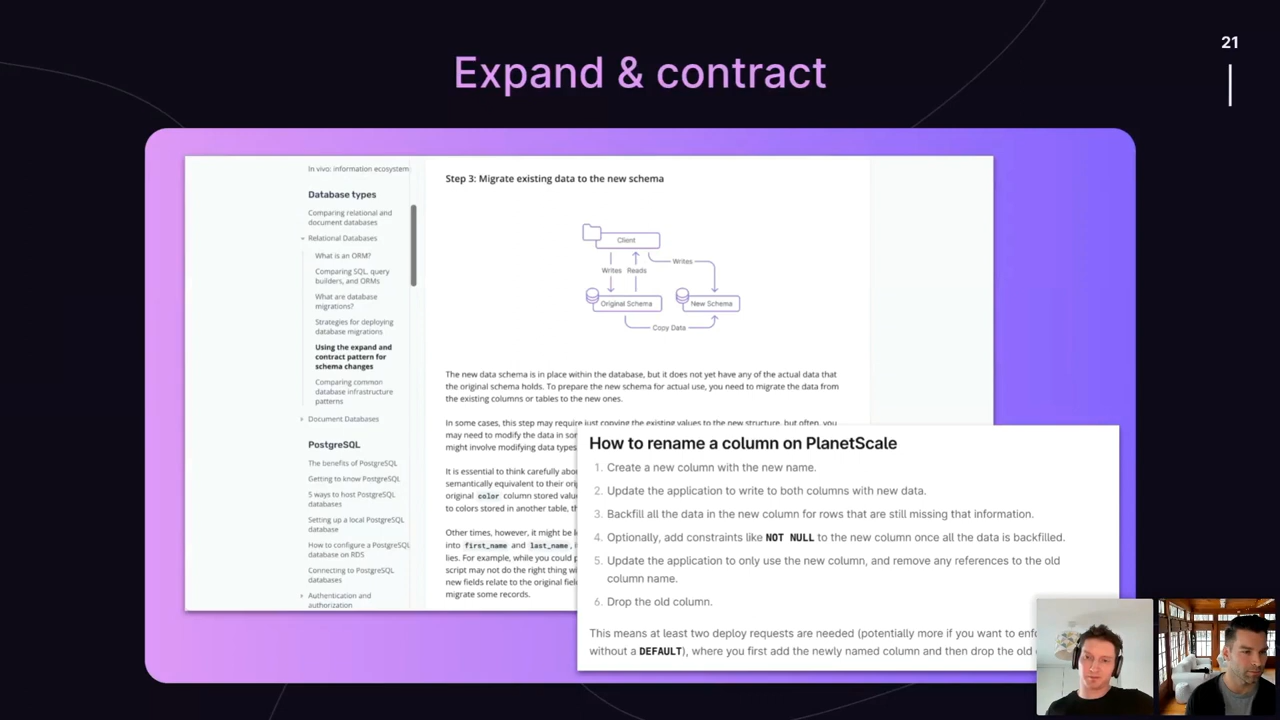 21
Expand & contract
In vivo: information ecosystem
Database types
Comparing relational and
document databases
Relational Databases
What is an ORM?
Comparing SQL, query
builders, and ORMs
What are database
migrations?
Strategies for deploying
database migrations
Using the expand and
contract pattern for
schema changes
Comparing common
database infrastructure
patterns
Document Databases
PostgreSQL
The benefits of PostgreSQL
Getting to know PostgreSQL
5 ways to host PostgreSQL
databases
Setting up a local PostgreSQL
database
How to configure a PostgreSQL
database on RDS
Connecting to PostgreSQL
databases
Authentication and
authorization
Step 3: Migrate existing data to the new schema
Client
Writes
Writes Reads
Original Schema
New Schema
Copy Data
The new data schema is in place within the database, but it does not yet have any of the actual data that
the original schema holds. To prepare the new schema for actual use, you need to migrate the data from
the existing columns or tables to the new ones.
In some cases, this step may require just copying the existing values to the new structure, but often, you
may need to modify the data in
might involve modifying data types
It is essential to think carefully
semantically equivalent to their
original color column stored
to colors stored in another table,
Other times, however, it might be
into first_name and last_name,
lies. For example, while you could
script may not do the right thing
new fields relate to the original
migrate some records.
How to rename a column on PlanetScale
1. Create a new column with the new name.
2. Update the application to write to both columns with new data.
3. Backfill all the data in the new column for rows that are still missing that information.
4. Optionally, add constraints like NOT NULL to the new column once all the data is backfilled.
5. Update the application to only use the new column, and remove any references to the old
column name.
6. Drop the old column.
This means at least two deploy requests are needed (potentially more if you want to
without a DEFAULT), where you first add the newly named column and then drop the old